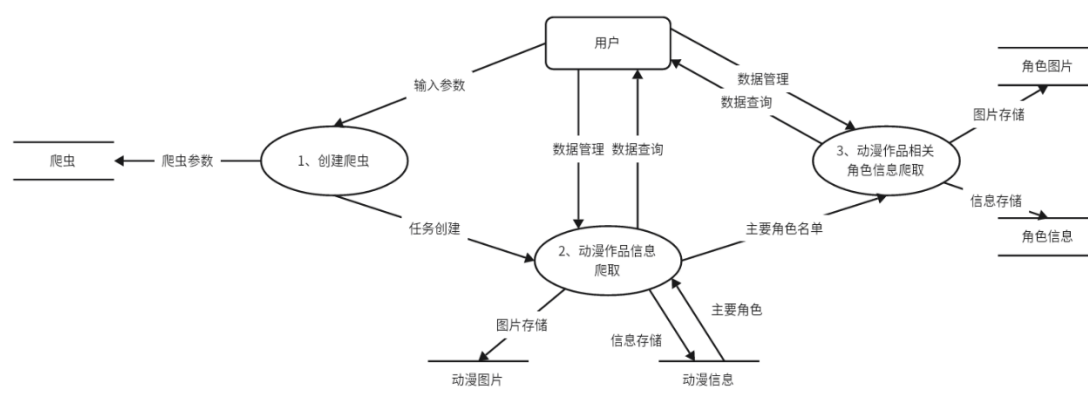 用户
输入参数
数据管理
数据查询
角色图片
图片存储
爬虫
爬虫参数
1、创建爬虫
数据管理
数据查询
3、动漫作品相关
角色信息爬取
信息存储
角色信息
任务创建
主要角色名单
2、动漫作品信息
爬取
图片存储
信息存储
主要角色
动漫图片
动漫信息